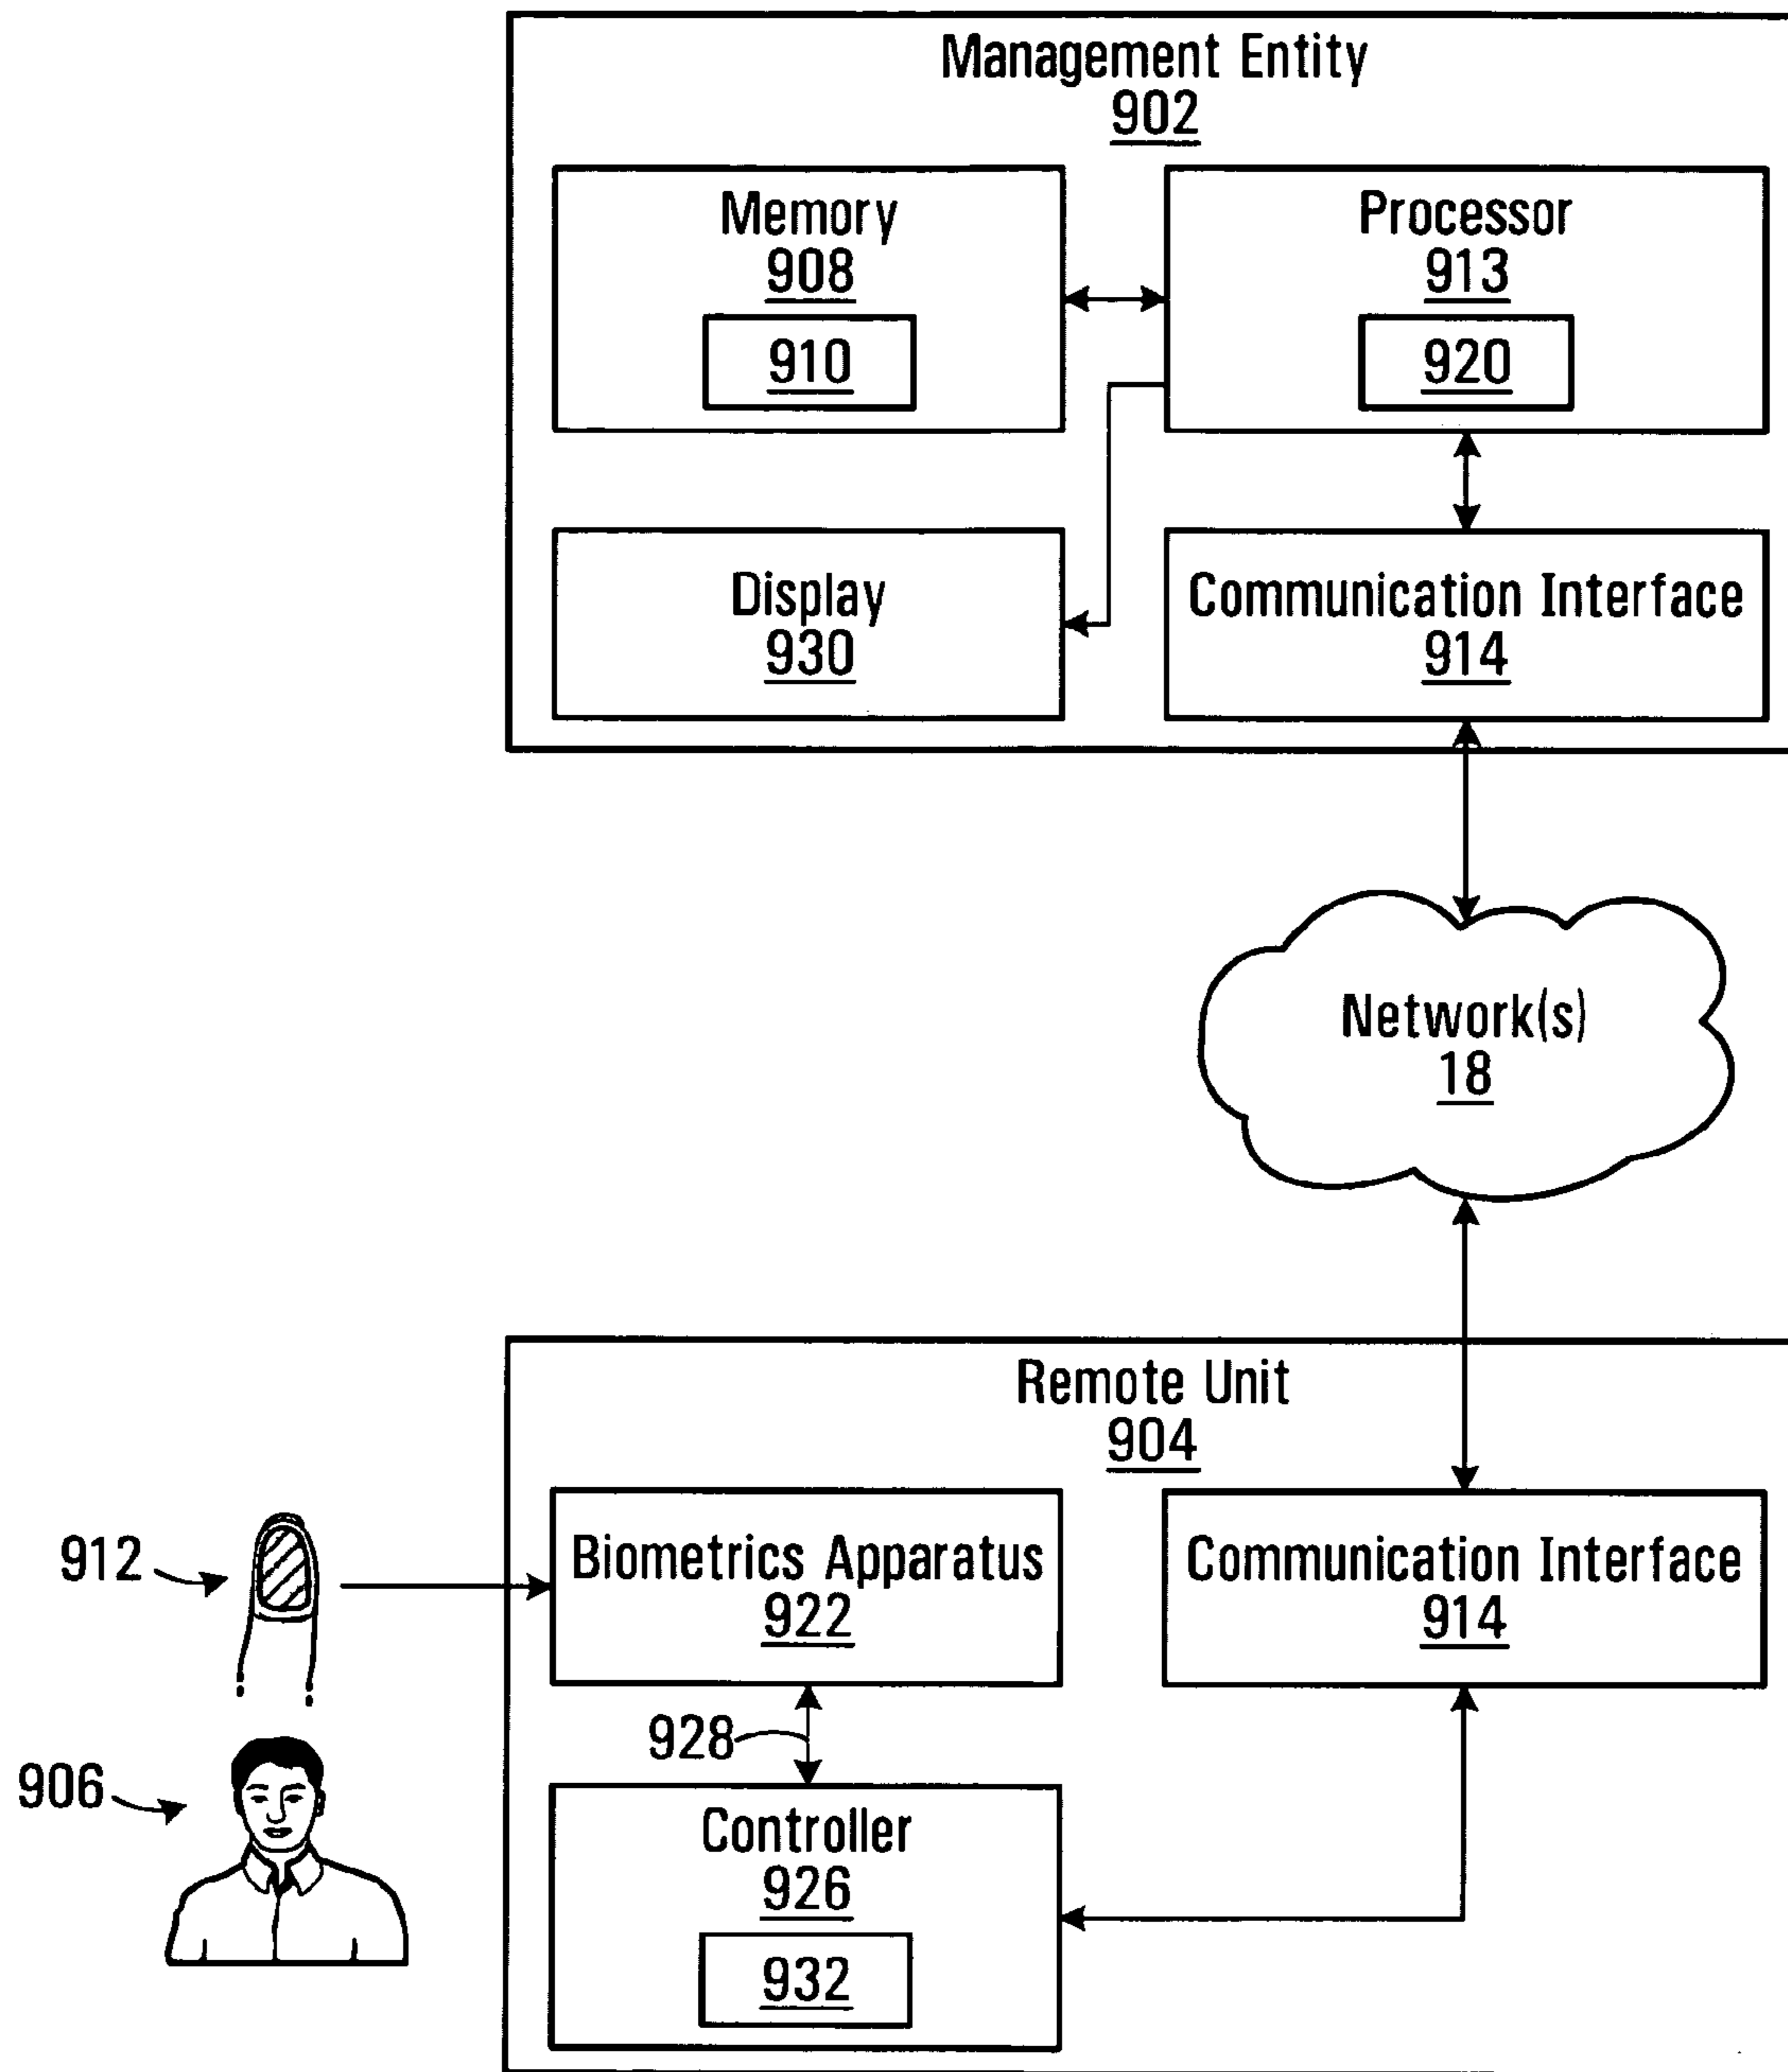 Management Entity
902
Memory
908
910
Processor
913
920
Display
930
Communication Interface
914
Network(s)
18
Remote Unit
904
912
Biometrics Apparatus
922
Communication Interface
914
928
906
Controller
926
932